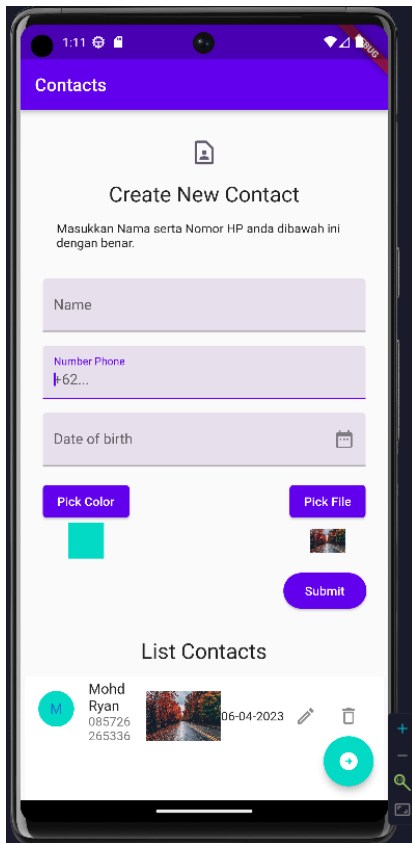 1:11
DEBUG
Contacts
Create New Contact
Masukkan Nama serta Nomor HP anda dibawah ini
dengan benar.
Name
Number Phone
+62...
Date of birth
Pick Color
Pick File
Submit
List Contacts
M
Mohd
Ryan
085726
265336
06-04-2023